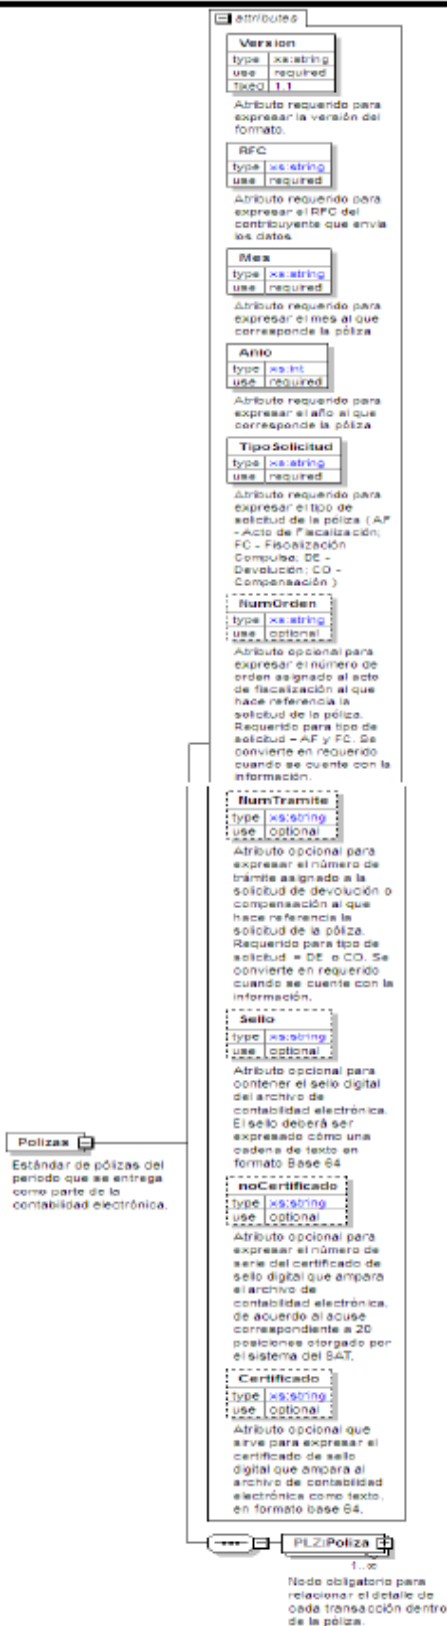 attributes
Version
type xs:string
use required
fixed 1.1
Atributo requerido para
expresar la versión del
formato.
RFC
type xs:string
use required
Atributo requerido para
expresar el RFC del
contribuyente que envía
los datos
Mes
type xs:string
use required
Atributo requerido para
expresar el mes al que
corresponde la póliza
Anio
type xs:int
use required
Atributo requerido para
expresar el año al que
corresponde la póliza
TipoSolicitud
type xs:string
use required
Atributo requerido para
expresar el tipo de
solicitud de la póliza ( AF
- Acto de Fiscalización;
FC - Fiscalización
Compulsa; DE -
Devolución; CO -
Compensación )
NumOrden
type xs:string
use optional
Atributo opcional para
expresar el número de
orden asignado al acto
de fiscalización al que
hace referencia la
solicitud de la póliza.
Requerido para tipo de
solicitud = AF y FC. Se
convierte en requerido
cuando se cuente con la
información.
NumTramite
type xs:string
use optional
Atributo opcional para
expresar el número de
trámite asignado a la
solicitud de devolución o
compensación al que
hace referencia la
solicitud de la póliza.
Requerido para tipo de
solicitud = DE o CO. Se
convierte en requerido
cuando se cuente con la
información.
Sello
type xs:string
use optional
Atributo opcional para
contener el sello digital
del archivo de
contabilidad electrónica.
El sello deberá ser
expresado cómo una
cadena de texto en
formato Base 64
noCertificado
type xs:string
use optional
Atributo opcional para
expresar el número de
serie del certificado de
sello digital que ampara
el archivo de
contabilidad electrónica,
de acuerdo al acuse
correspondiente a 20
posiciones otorgado por
el sistema del SAT.
Certificado
type xs:string
use optional
Atributo opcional que
sirve para expresar el
certificado de sello
digital que ampara al
archivo de contabilidad
electrónica como texto,
en formato base 64.
Polizas
Estándar de pólizas del
periodo que se entrega
como parte de la
contabilidad electrónica.
PLZ:Poliza
1..∞
Nodo obligatorio para
relacionar el detalle de
cada transacción dentro
de la póliza.